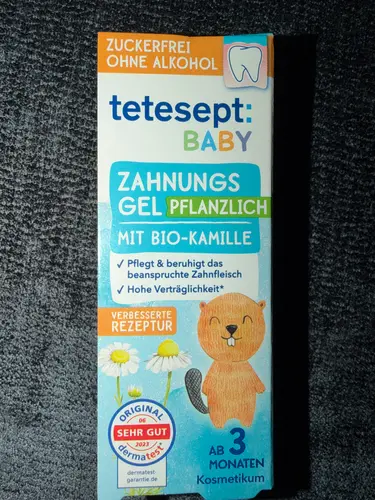 ZUCKERFREI
OHNE ALKOHOL
tetesept:
BABY
ZAHNUNGS
GEL PFLANZLICH
MIT BIO-KAMILLE
✓ Pflegt & beruhigt das
beanspruchte Zahnfleisch
✓ Hohe Verträglichkeit*
VERBESSERTE
REZEPTUR
ORIGINAL
06
SEHR GUT
2023
dermatest®
dermatest
garantie.de
AB 3
MONATEN
Kosmetikum